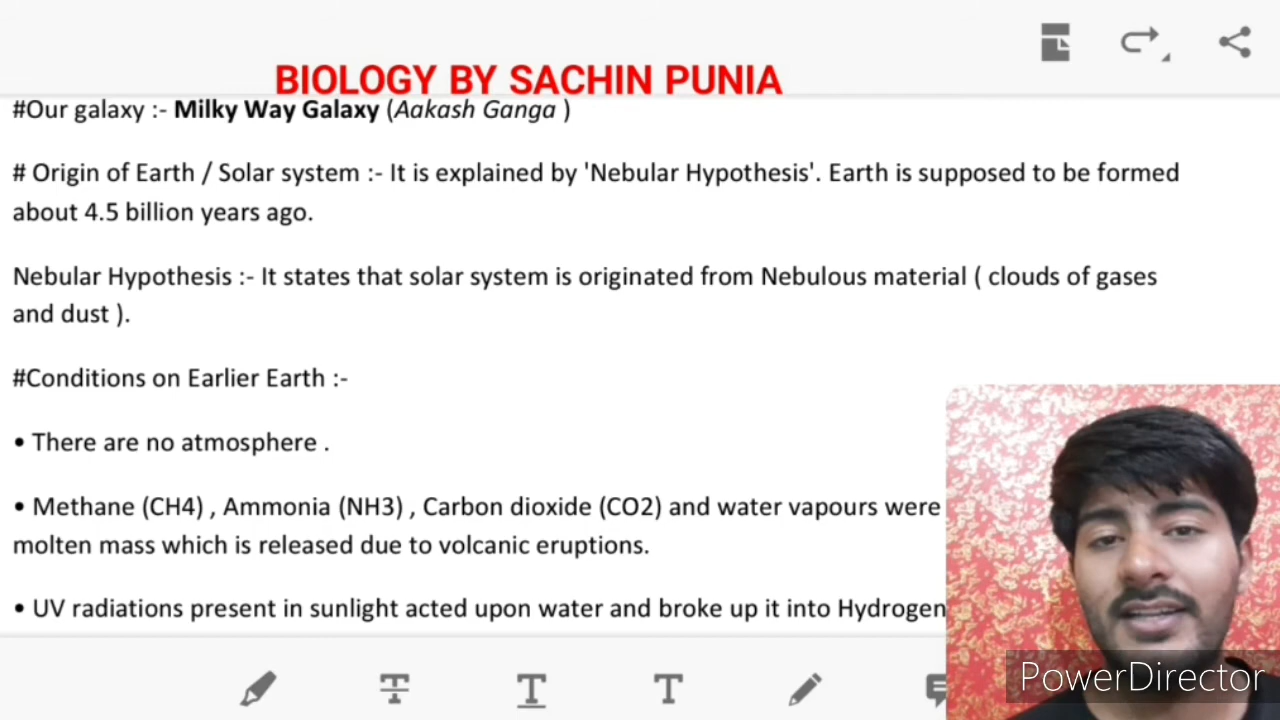 BIOLOGY BY SACHIN PUNIA
#Our galaxy :- Milky Way Galaxy (Aakash Ganga )
# Origin of Earth / Solar system :- It is explained by 'Nebular Hypothesis'. Earth is supposed to be formed
about 4.5 billion years ago.
Nebular Hypothesis :- It states that solar system is originated from Nebulous material ( clouds of gases
and dust ).
#Conditions on Earlier Earth :-
• There are no atmosphere .
• Methane (CH4) , Ammonia (NH3) , Carbon dioxide (CO2) and water vapours were
molten mass which is released due to volcanic eruptions.
• UV radiations present in sunlight acted upon water and broke up it into Hydrogen
T T T
PowerDirector